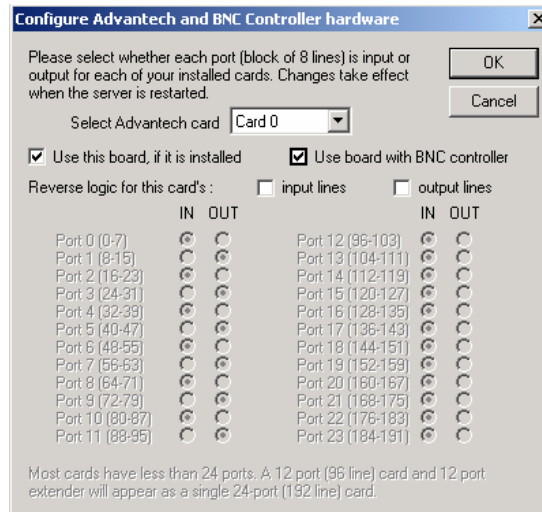 Configure Advantech and BNC Controller hardware
Please select whether each port (block of 8 lines) is input or
output for each of your installed cards. Changes take effect
when the server is restarted.
OK
Cancel
Select Advantech card Card 0
Use this board, if it is installed Use board with BNC controller
Reverse logic for this card's : input lines output lines
IN OUT IN OUT
Port 0 (0-7) Port 12 (96-103)
Port 1 (8-15) Port 13 (104-111)
Port 2 (16-23) Port 14 (112-119)
Port 3 (24-31) Port 15 (120-127)
Port 4 (32-39) Port 16 (128-135)
Port 5 (40-47) Port 17 (136-143)
Port 6 (48-55) Port 18 (144-151)
Port 7 (56-63) Port 19 (152-159)
Port 8 (64-71) Port 20 (160-167)
Port 9 (72-79) Port 21 (168-175)
Port 10 (80-87) Port 22 (176-183)
Port 11 (88-95) Port 23 (184-191)
Most cards have less than 24 ports. A 12 port (96 line) card and 12 port
extender will appear as a single 24-port (192 line) card.